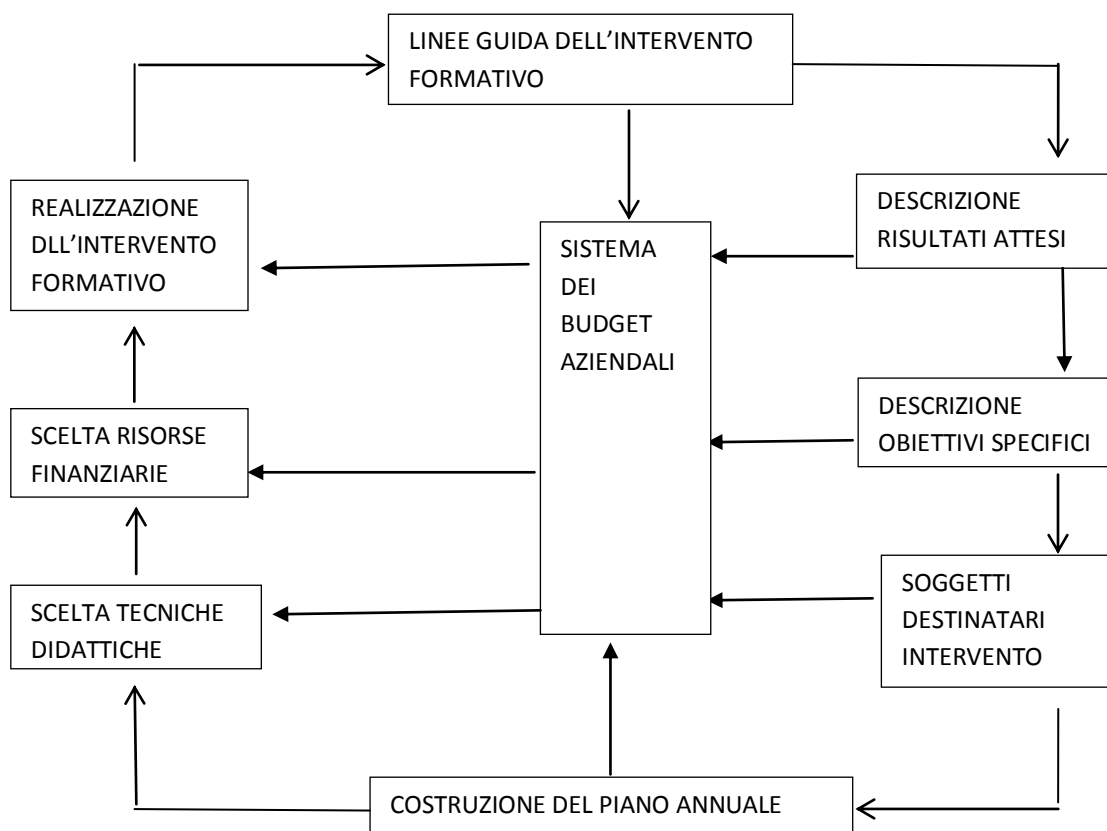 LINEE GUIDA DELL’INTERVENTO
FORMATIVO
REALIZZAZIONE
DLL’INTERVENTO
FORMATIVO
SISTEMA
DEI
BUDGET
AZIENDALI
DESCRIZIONE
RISULTATI ATTESI
SCELTA RISORSE
FINANZIARIE
DESCRIZIONE
OBIETTIVI SPECIFICI
SCELTA TECNICHE
DIDATTICHE
SOGGETTI
DESTINATARI
INTERVENTO
COSTRUZIONE DEL PIANO ANNUALE